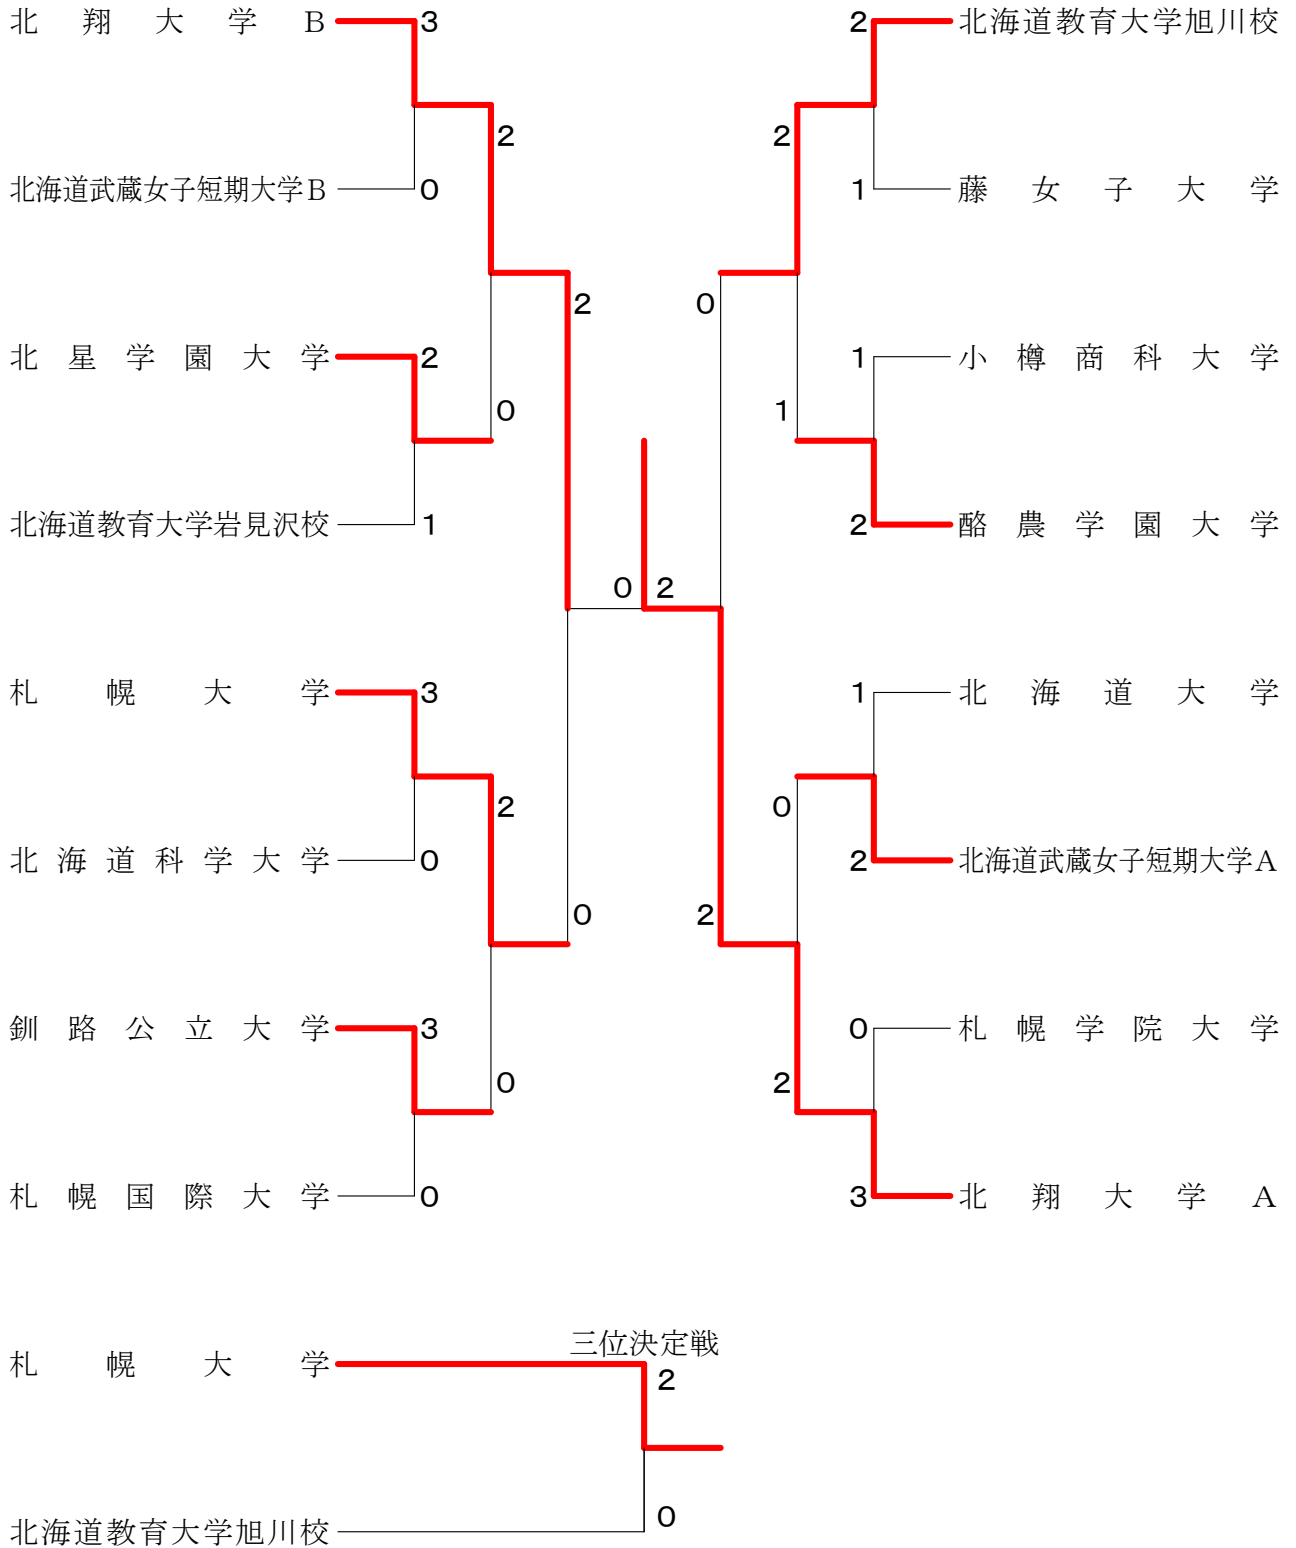 北翔大学B 3 2 北海道教育大学旭川校
2 2
北海道武蔵女子短期大学B 0 1 藤女子大学
2 0
北星学園大学 2 1 小樽商科大学
0 1
北海道教育大学岩見沢校 1 2 酪農学園大学
0 2
札幌大学 3 1 北海道大学
2 0
北海道科学大学 0 2 北海道武蔵女子短期大学A
0 2
釧路公立大学 3 0 札幌学院大学
0 2
札幌国際大学 0 3 北翔大学A
三位決定戦
札幌大学 2
北海道教育大学旭川校 0